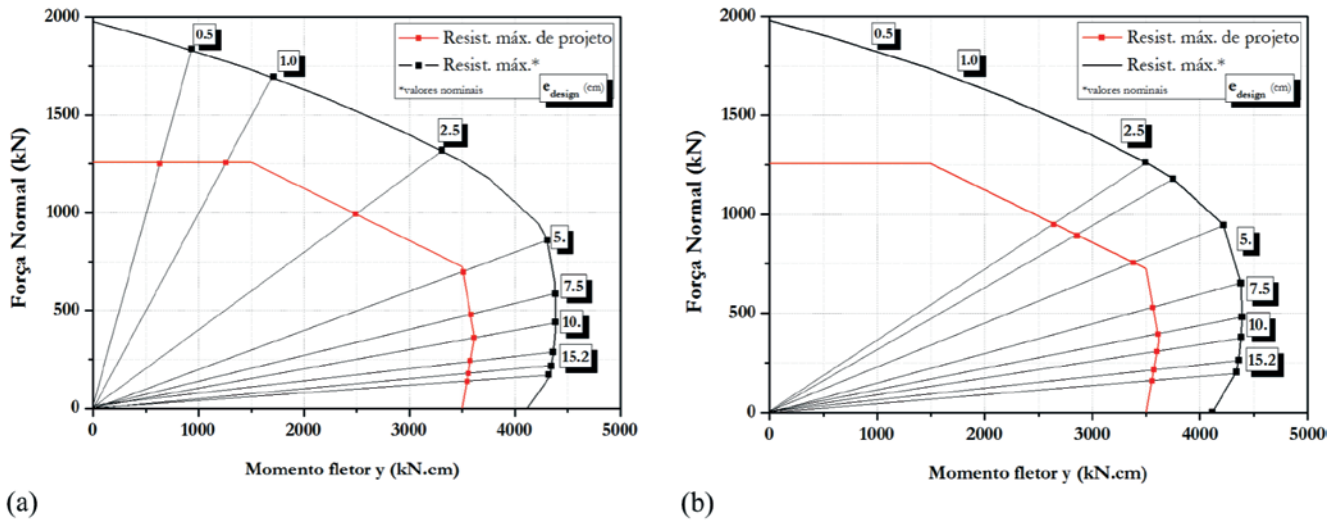 2000
1500
1000
500
0
Força Normal (kN)
0.5
1.0
2.5
5.
7.5
10.
15.2
Resist. máx. de projeto
Resist. máx.*
*valores nominais
e design (cm)
0 1000 2000 3000 4000 5000
Momento fletor y (kN.cm)
(a)
2000
1500
1000
500
0
Força Normal (kN)
0.5
1.0
2.5
5.
7.5
10.
15.2
Resist. máx. de projeto
Resist. máx.*
*valores nominais
e design (cm)
0 1000 2000 3000 4000 5000
Momento fletor y (kN.cm)
(b)